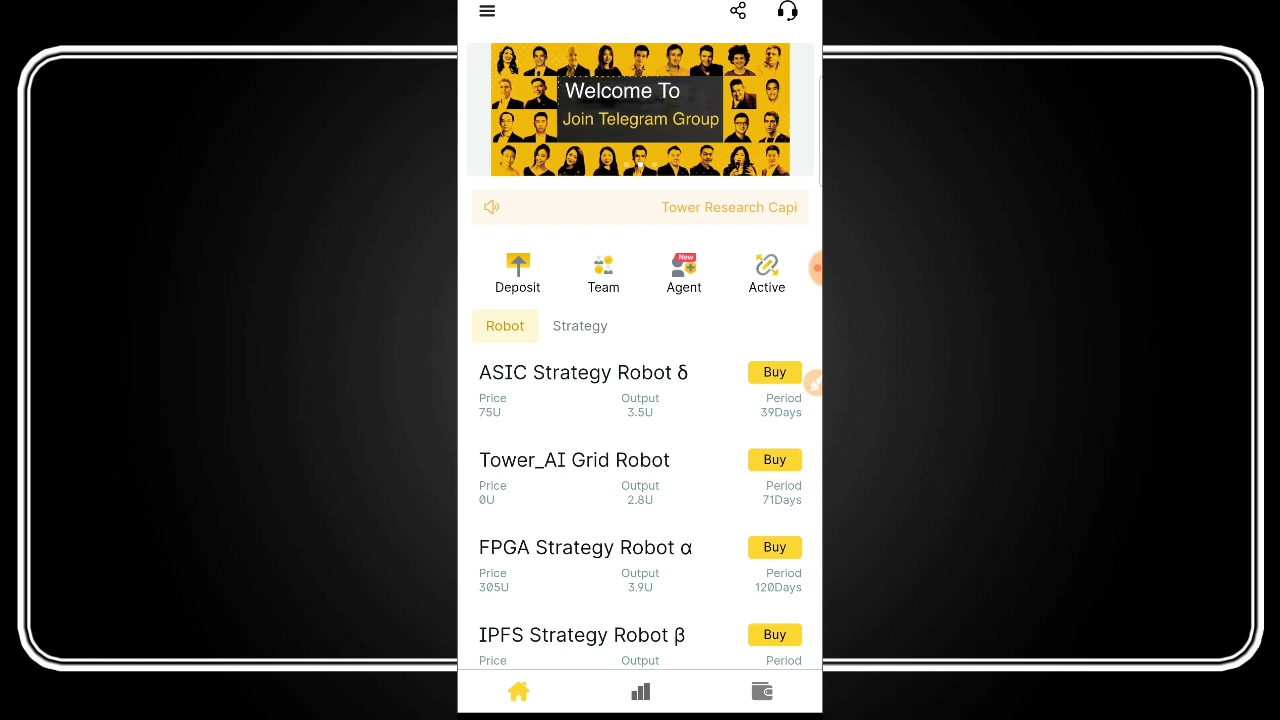 Welcome To
Join Telegram Group
Tower Research Capi
New
Deposit Team Agent Active
Robot Strategy
ASIC Strategy Robot δ Buy
Price Output Period
75U 3.5U 39Days
Tower_AI Grid Robot Buy
Price Output Period
0U 2.8U 71Days
FPGA Strategy Robot α Buy
Price Output Period
305U 3.9U 120Days
IPFS Strategy Robot β Buy
Price Output Period